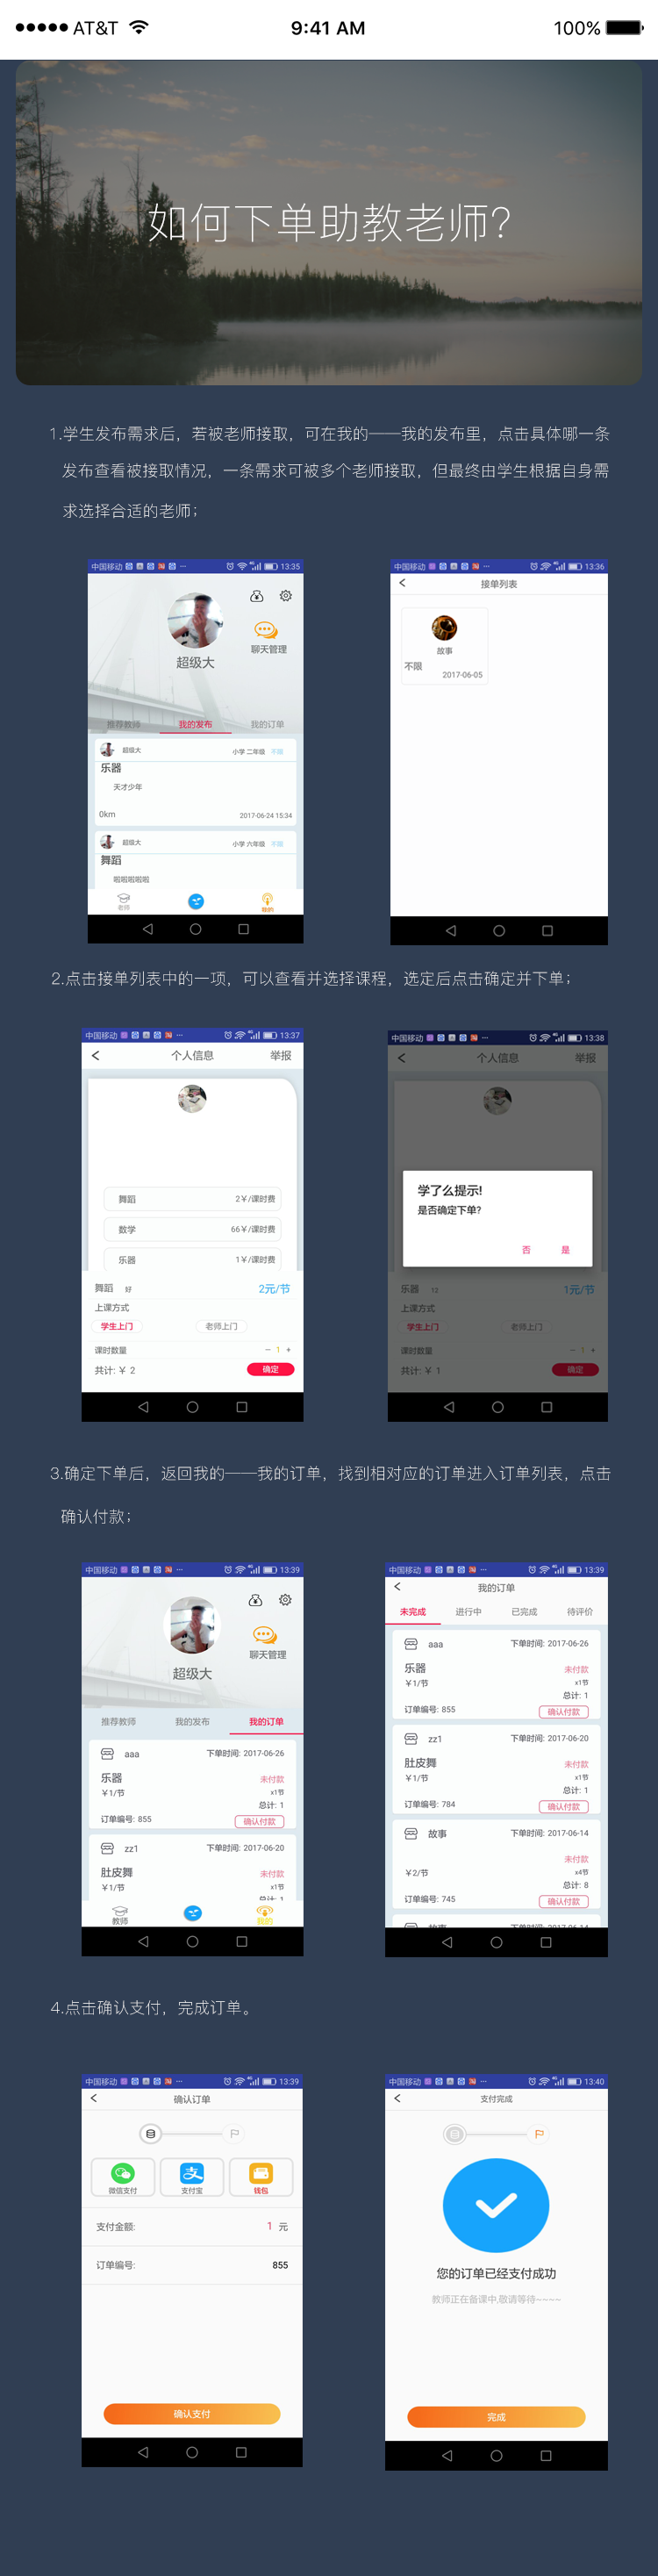 AT&T 9:41 AM 100%
如何下单助教老师?
1.学生发布需求后，若被老师接取，可在我的——我的发布里，点击具体哪一条
发布查看被接取情况，一条需求可被多个老师接取，但最终由学生根据自身需
求选择合适的老师；
中国移动 13:35
聊天管理
超级大
推荐教师 我的发布 我的订单
超级大 小学 二年级 不限
乐器
天才少年
0km 2017-06-24 15:34
超级大 小学 六年级 不限
舞蹈
啦啦啦啦啦
老师 我的
中国移动 13:36
接单列表
故事
不限
2017-06-05
2.点击接单列表中的一项，可以查看并选择课程，选定后点击确定并下单；
中国移动 13:37
个人信息 举报
舞蹈 2￥/课时费
数学 66￥/课时费
乐器 1￥/课时费
舞蹈 好 2元/节
上课方式
学生上门 老师上门
课时数量 − 1 +
共计: ￥ 2 确定
中国移动 13:38
个人信息 举报
学了么提示!
是否确定下单?
否 是
乐器 12 1元/节
上课方式
学生上门 老师上门
课时数量 − 1 +
共计: ￥ 1 确定
3.确定下单后，返回我的——我的订单，找到相对应的订单进入订单列表，点击
确认付款；
中国移动 13:39
聊天管理
超级大
推荐教师 我的发布 我的订单
aaa 下单时间: 2017-06-26
乐器 未付款
￥1/节 x1节
总计: 1
订单编号: 855 确认付款
zz1 下单时间: 2017-06-20
肚皮舞 未付款
￥1/节 x1节
总计: 1
教师 我的
中国移动 13:39
我的订单
未完成 进行中 已完成 待评价
aaa 下单时间: 2017-06-26
乐器 未付款
￥1/节 x1节
总计: 1
订单编号: 855 确认付款
zz1 下单时间: 2017-06-20
肚皮舞 未付款
￥1/节 x1节
总计: 1
订单编号: 784 确认付款
故事 下单时间: 2017-06-14
未付款
￥2/节 x4节
总计: 8
订单编号: 745 确认付款
故事 下单时间: 2017-06-14
4.点击确认支付，完成订单。
中国移动 13:39
确认订单
微信支付 支付宝 钱包
支付金额: 1 元
订单编号: 855
确认支付
中国移动 13:40
支付完成
您的订单已经支付成功
教师正在备课中,敬请等待~~~~
完成